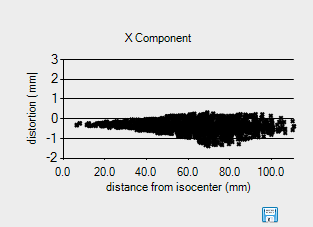 X Component
3
2
1
0
-1
-2
distortion (mm)
0.0 20.0 40.0 60.0 80.0 100.0
distance from isocenter (mm)